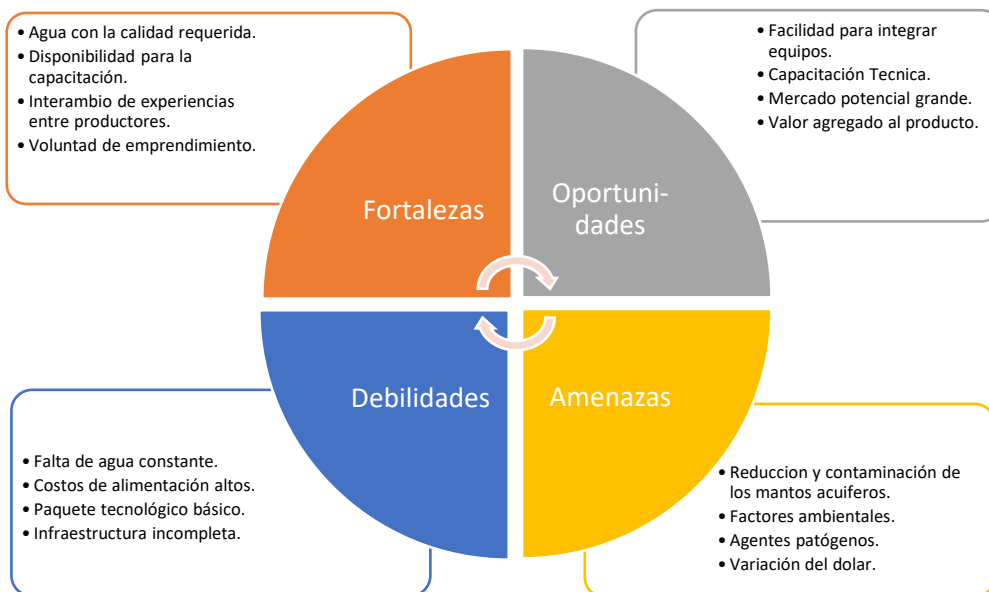 • Agua con la calidad requerida.
• Disponibilidad para la
capacitación.
• Interambio de experiencias
entre productores.
• Voluntad de emprendimiento.
• Facilidad para integrar
equipos.
• Capacitación Tecnica.
• Mercado potencial grande.
• Valor agregado al producto.
Fortalezas
Oportuni-
dades
Debilidades
Amenazas
• Falta de agua constante.
• Costos de alimentación altos.
• Paquete tecnológico básico.
• Infraestructura incompleta.
• Reduccion y contaminación de
los mantos acuiferos.
• Factores ambientales.
• Agentes patógenos.
• Variación del dolar.